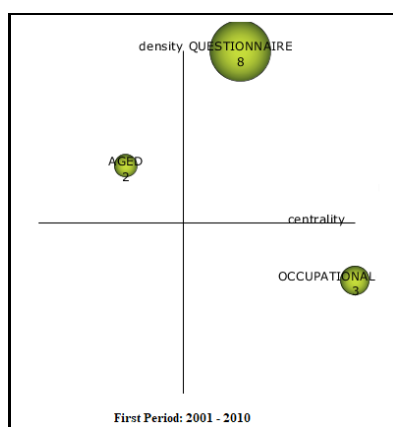 density QUESTIONNAIRE
8
AGED
2
centrality
OCCUPATIONAL
3
First Period: 2001 - 2010